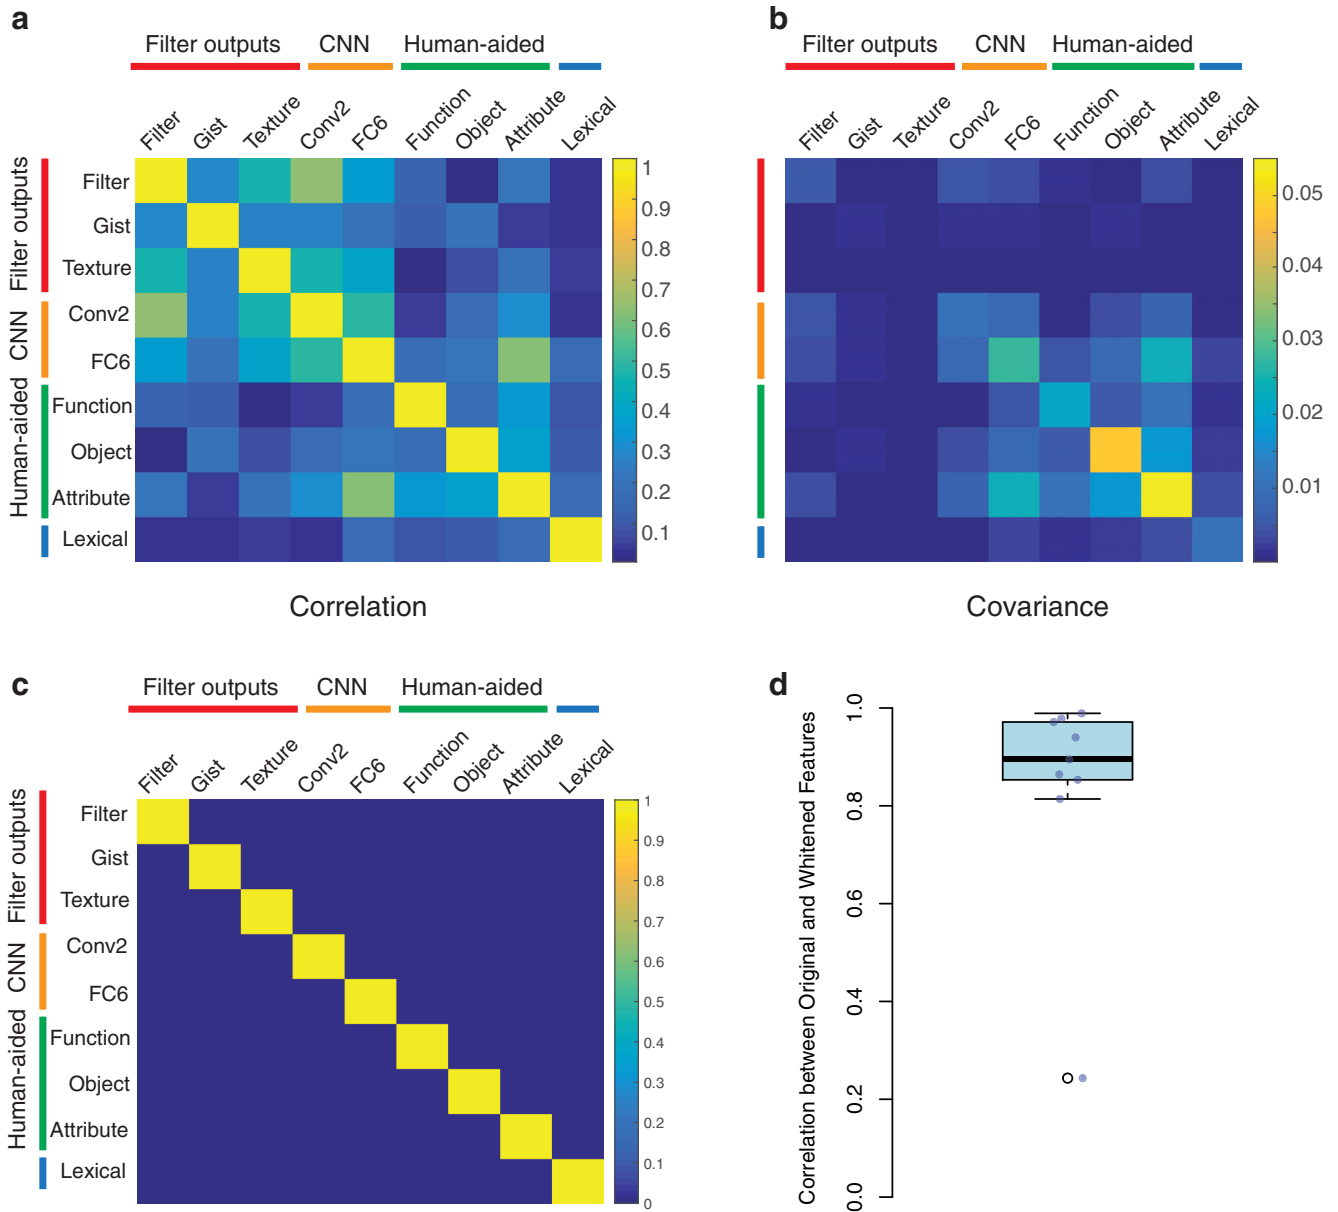 a
Filter outputs CNN Human-aided
Filter Gist Texture Conv2 FC6 Function Object Attribute Lexical
Filter outputs CNN Human-aided
Filter
Gist
Texture
Conv2
FC6
Function
Object
Attribute
Lexical
1
0.9
0.8
0.7
0.6
0.5
0.4
0.3
0.2
0.1
Correlation
b
Filter outputs CNN Human-aided
Filter Gist Texture Conv2 FC6 Function Object Attribute Lexical
0.05
0.04
0.03
0.02
0.01
Covariance
c
Filter outputs CNN Human-aided
Filter Gist Texture Conv2 FC6 Function Object Attribute Lexical
Filter outputs CNN Human-aided
Filter
Gist
Texture
Conv2
FC6
Function
Object
Attribute
Lexical
1
0.9
0.8
0.7
0.6
0.5
0.4
0.3
0.2
0.1
0
d
Correlation between Original and Whitened Features
1.0
0.8
0.6
0.4
0.2
0.0